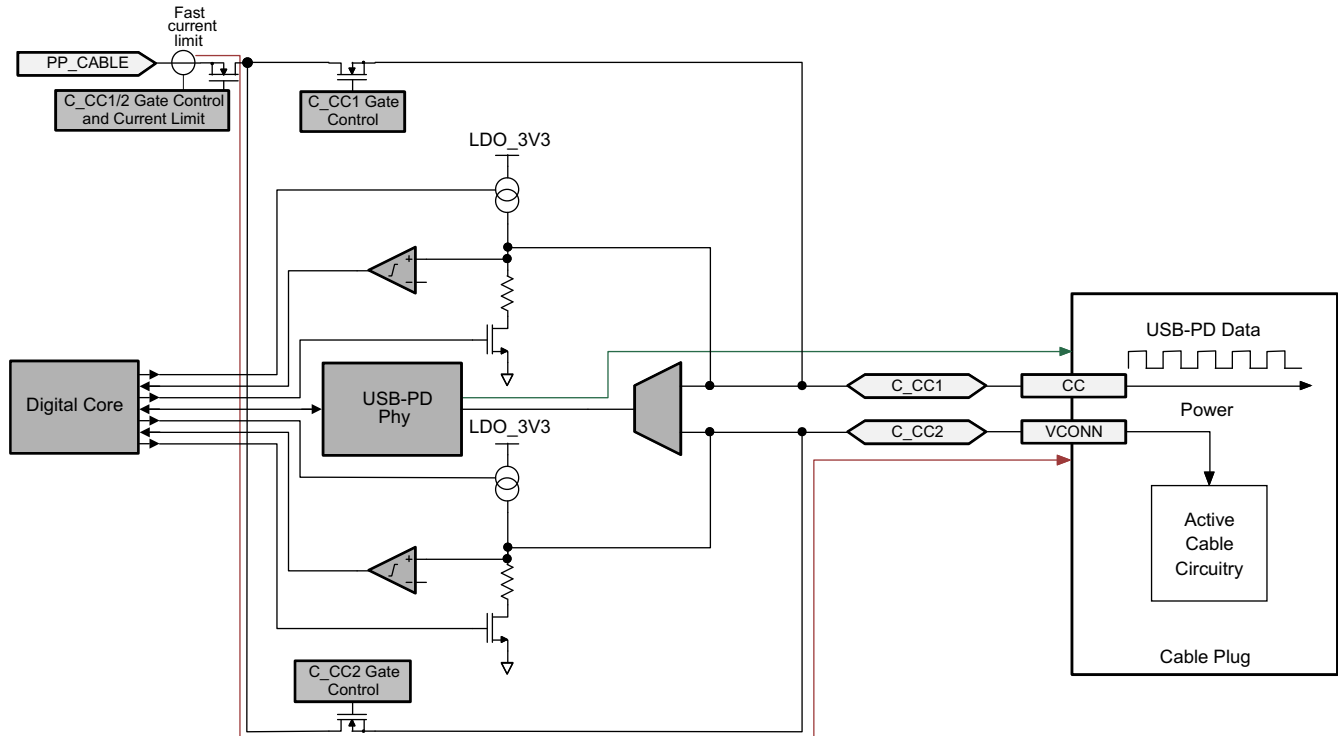 Fast
current
limit
PP_CABLE
C_CC1/2 Gate Control
and Current Limit
C_CC1 Gate
Control
LDO_3V3
+
−
Digital Core
USB-PD
Phy
LDO_3V3
+
−
C_CC2 Gate
Control
C_CC1
C_CC2
CC
VCONN
USB-PD Data
Power
Active
Cable
Circuitry
Cable Plug